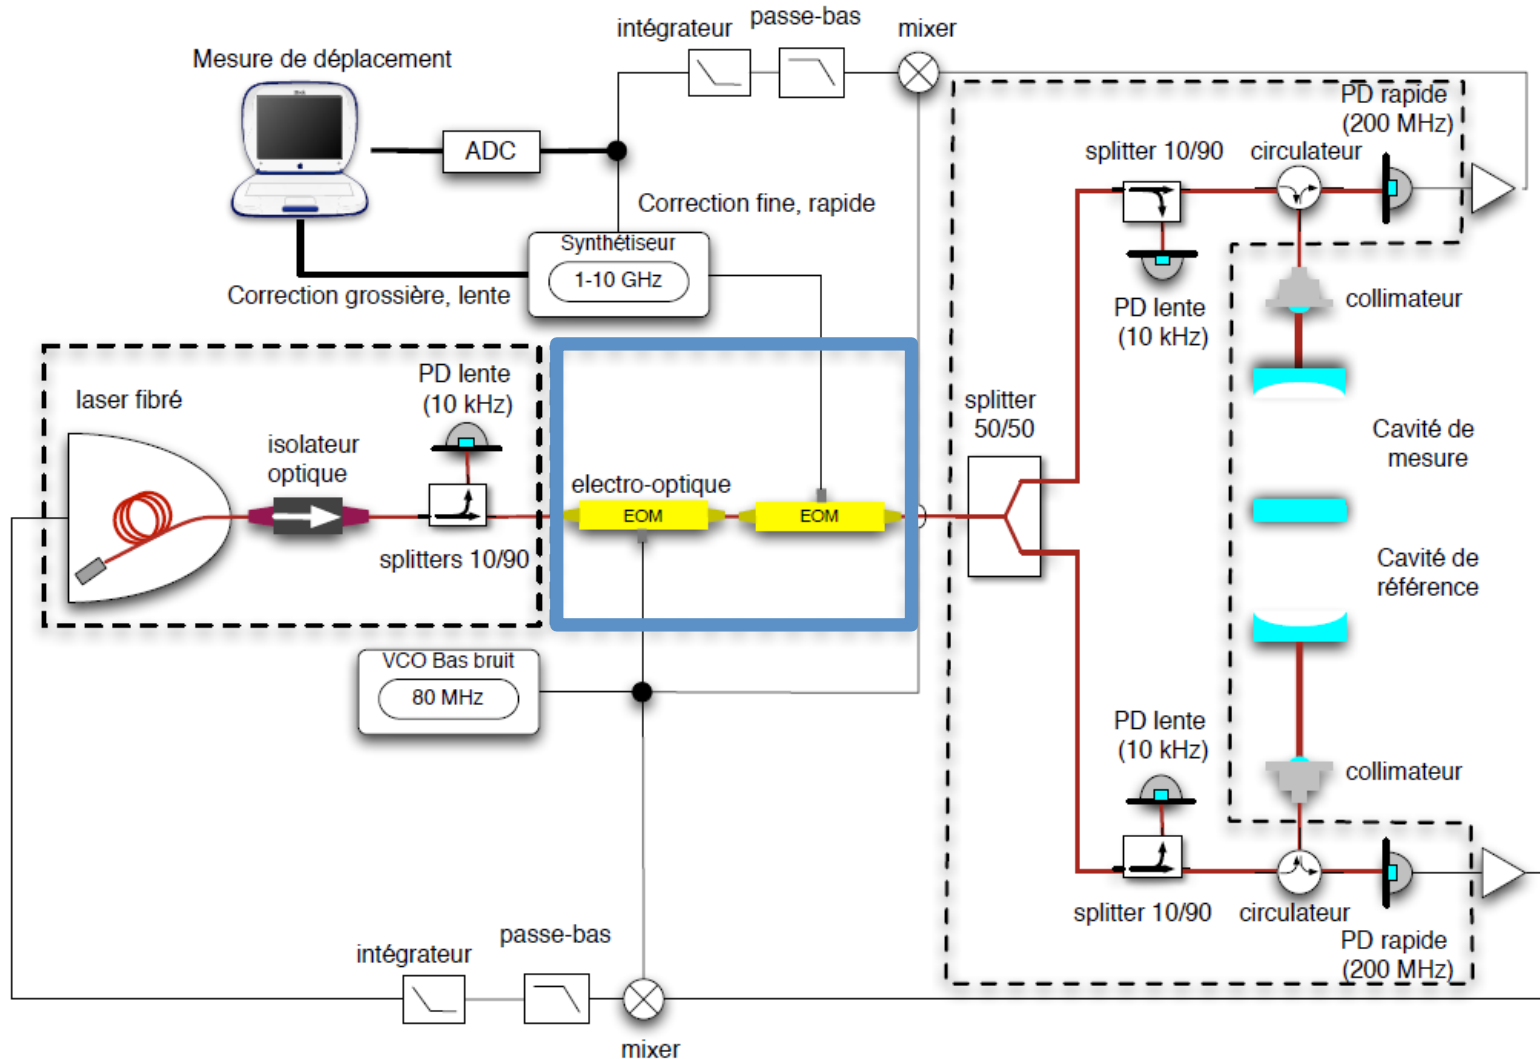 intégrateur
passe-bas
mixer
Mesure de déplacement
ADC
PD rapide
(200 MHz)
splitter 10/90
circulateur
Correction fine, rapide
Synthétiseur
1-10 GHz
Correction grossière, lente
PD lente
(10 kHz)
collimateur
laser fibré
PD lente
(10 kHz)
isolateur
optique
splitters 10/90
electro-optique
EOM
EOM
splitter
50/50
Cavité de
mesure
Cavité de
référence
VCO Bas bruit
80 MHz
PD lente
(10 kHz)
collimateur
splitter 10/90
circulateur
PD rapide
(200 MHz)
intégrateur
passe-bas
mixer